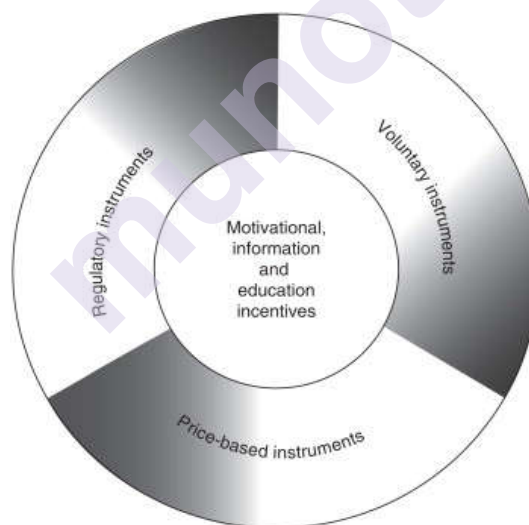 Regulatory instruments
Voluntary instruments
Motivational,
information
and
education
incentives
Price-based instruments